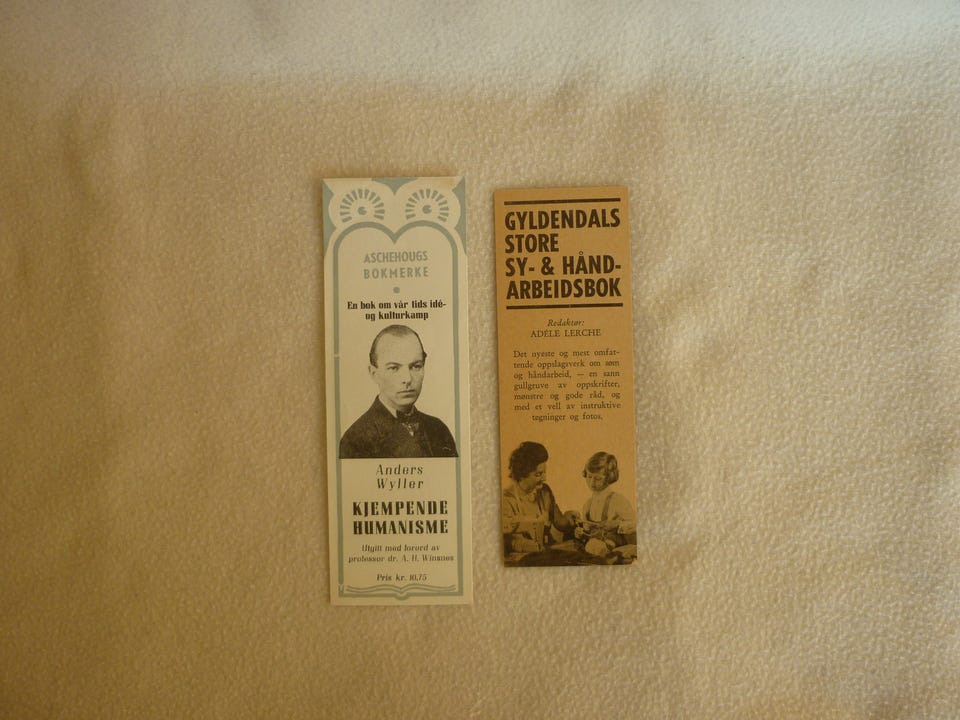 ASCHEHOUGS
BOKMERKE
En bok om vår tids idé-
og kulturkamp
Anders
Wyller
KJEMPENDE
HUMANISME
Utgitt med forord av
professor dr. A. H. Winsnes
Pris kr. 10,75
GYLDENDALS
STORE
SY- & HÅND-
ARBEIDSBOK
Redaktør:
ADELE LERCHE
Det nyeste og mest omfat-
tende oppslagsverk om søm
og håndarbeid, — en sann
gullgruve av oppskrifter,
mønstre og gode råd, og
med et vell av instruktive
tegninger og fotos.